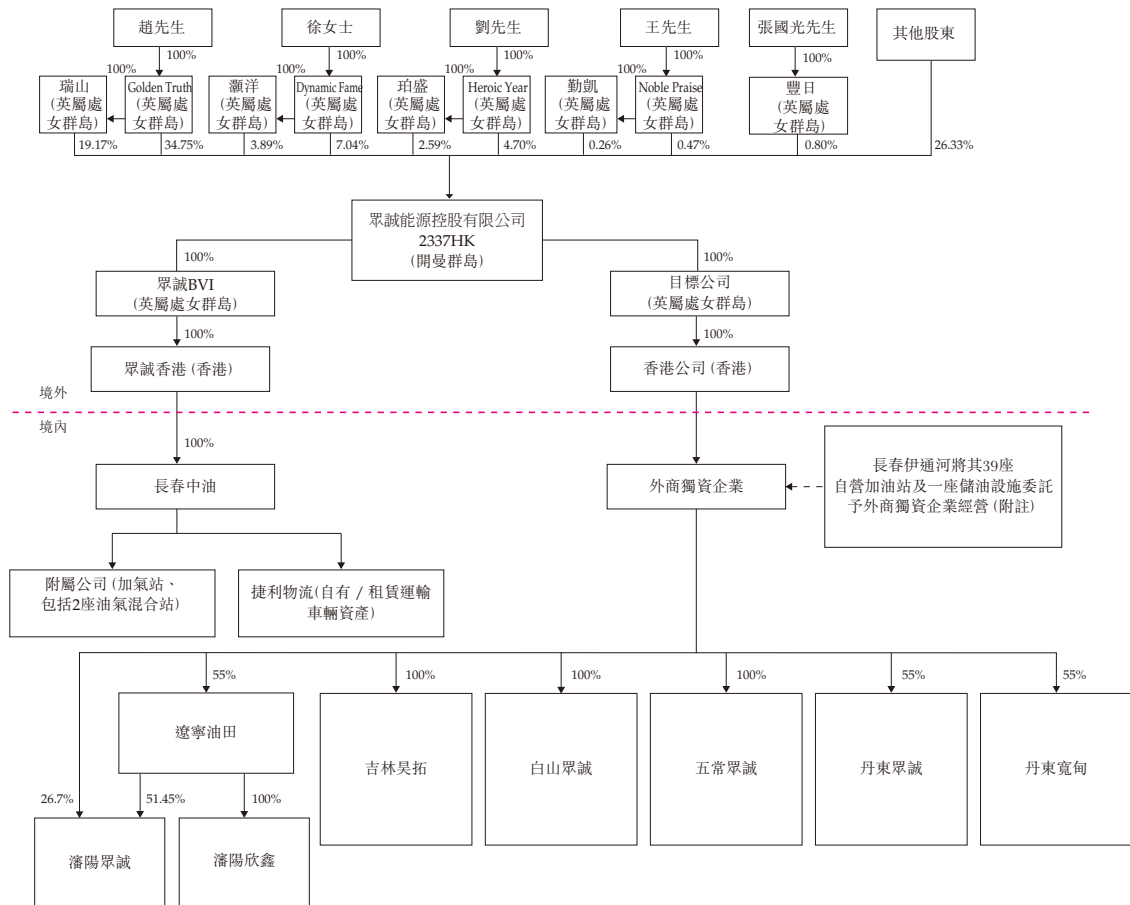 趙先生
徐女士
劉先生
王先生
張國光先生
其他股東
100%
100%
100%
100%
100%
100%
100%
100%
100%
瑞山
(英屬處
女群島)
Golden Truth
(英屬處
女群島)
灝洋
(英屬處
女群島)
Dynamic Fame
(英屬處
女群島)
珀盛
(英屬處
女群島)
Heroic Year
(英屬處
女群島)
勤凱
(英屬處
女群島)
Noble Praise
(英屬處
女群島)
豐日
(英屬處
女群島)
19.17%
34.75%
3.89%
7.04%
2.59%
4.70%
0.26%
0.47%
0.80%
26.33%
眾誠能源控股有限公司
2337HK
(開曼群島)
100%
100%
眾誠BVI
(英屬處女群島)
目標公司
(英屬處女群島)
100%
100%
眾誠香港 (香港)
香港公司 (香港)
境外
境內
100%
長春中油
外商獨資企業
長春伊通河將其39座
自營加油站及一座儲油設施委託
予外商獨資企業經營 (附註)
附屬公司 (加氣站、
包括2座油氣混合站)
捷利物流(自有 / 租賃運輸
車輛資產)
55%
100%
100%
100%
55%
55%
遼寧油田
吉林昊拓
白山眾誠
五常眾誠
丹東眾誠
丹東寬甸
26.7%
51.45%
100%
瀋陽眾誠
瀋陽欣鑫